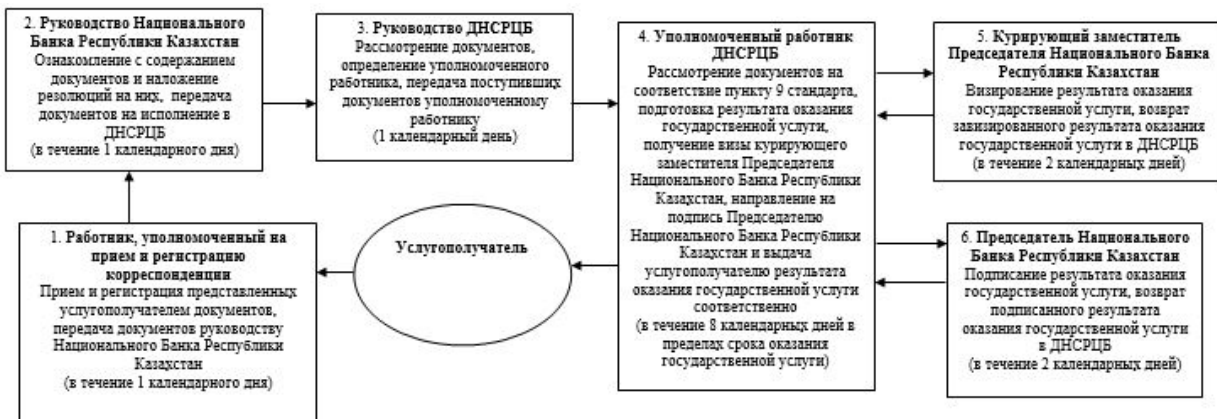 1. Работник, уполномоченный на
прием и регистрацию
корреспонденции
Прием и регистрация представленных
услугополучателем документов,
передача документов руководству
Национального Банка Республики
Казахстан
(в течение 1 календарного дня)
2. Руководство Национального
Банка Республики Казахстан
Ознакомление с содержанием
документов и наложение
резолюций на них, передача
документов на исполнение в
ДНСРЦБ
(в течение 1 календарного дня)
3. Руководство ДНСРЦБ
Рассмотрение документов,
определение уполномоченного
работника, передача поступивших
документов уполномоченному
работнику
(1 календарный день)
4. Уполномоченный работник
ДНСРЦБ
Рассмотрение документов на
соответствие пункту 9 стандарта,
подготовка результата оказания
государственной услуги,
получение визы курирующего
заместителя Председателя
Национального Банка Республики
Казахстан, направление на
подпись Председателю
Национального Банка Республики
Казахстан и выдача
услугополучателю результата
оказания государственной услуги
соответственно
(в течение 8 календарных дней в
пределах срока оказания
государственной услуги)
5. Курирующий заместитель
Председателя Национального Банка
Республики Казахстан
Визирование результата оказания
государственной услуги, возврат
завизированного результата оказания
государственной услуги в ДНСРЦБ
(в течение 2 календарных дней)
6. Председатель Национального
Банка Республики Казахстан
Подписание результата оказания
государственной услуги, возврат
подписанного результата
оказания государственной услуги
в ДНСРЦБ
(в течение 2 календарных дней)
Услугополучатель